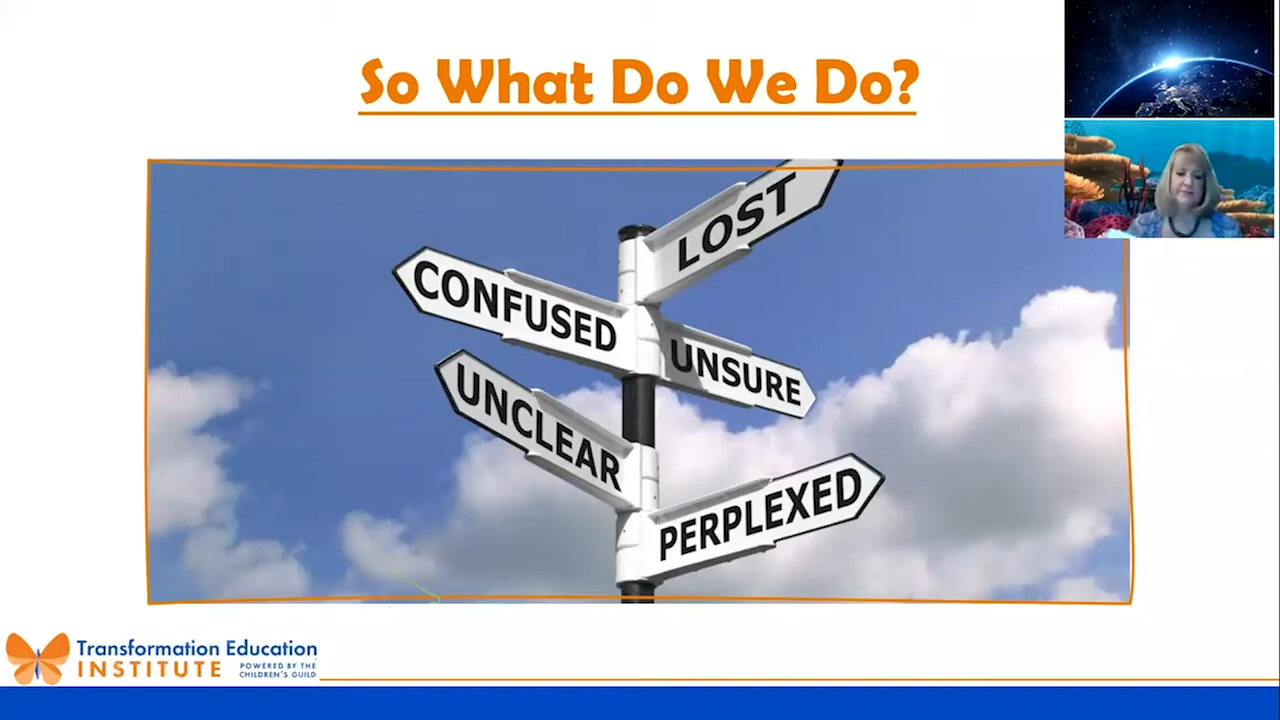 So What Do We Do?
LOST
CONFUSED
UNSURE
UNCLEAR
PERPLEXED
Transformation Education
INSTITUTE
POWERED BY THE
CHILDREN'S GUILD